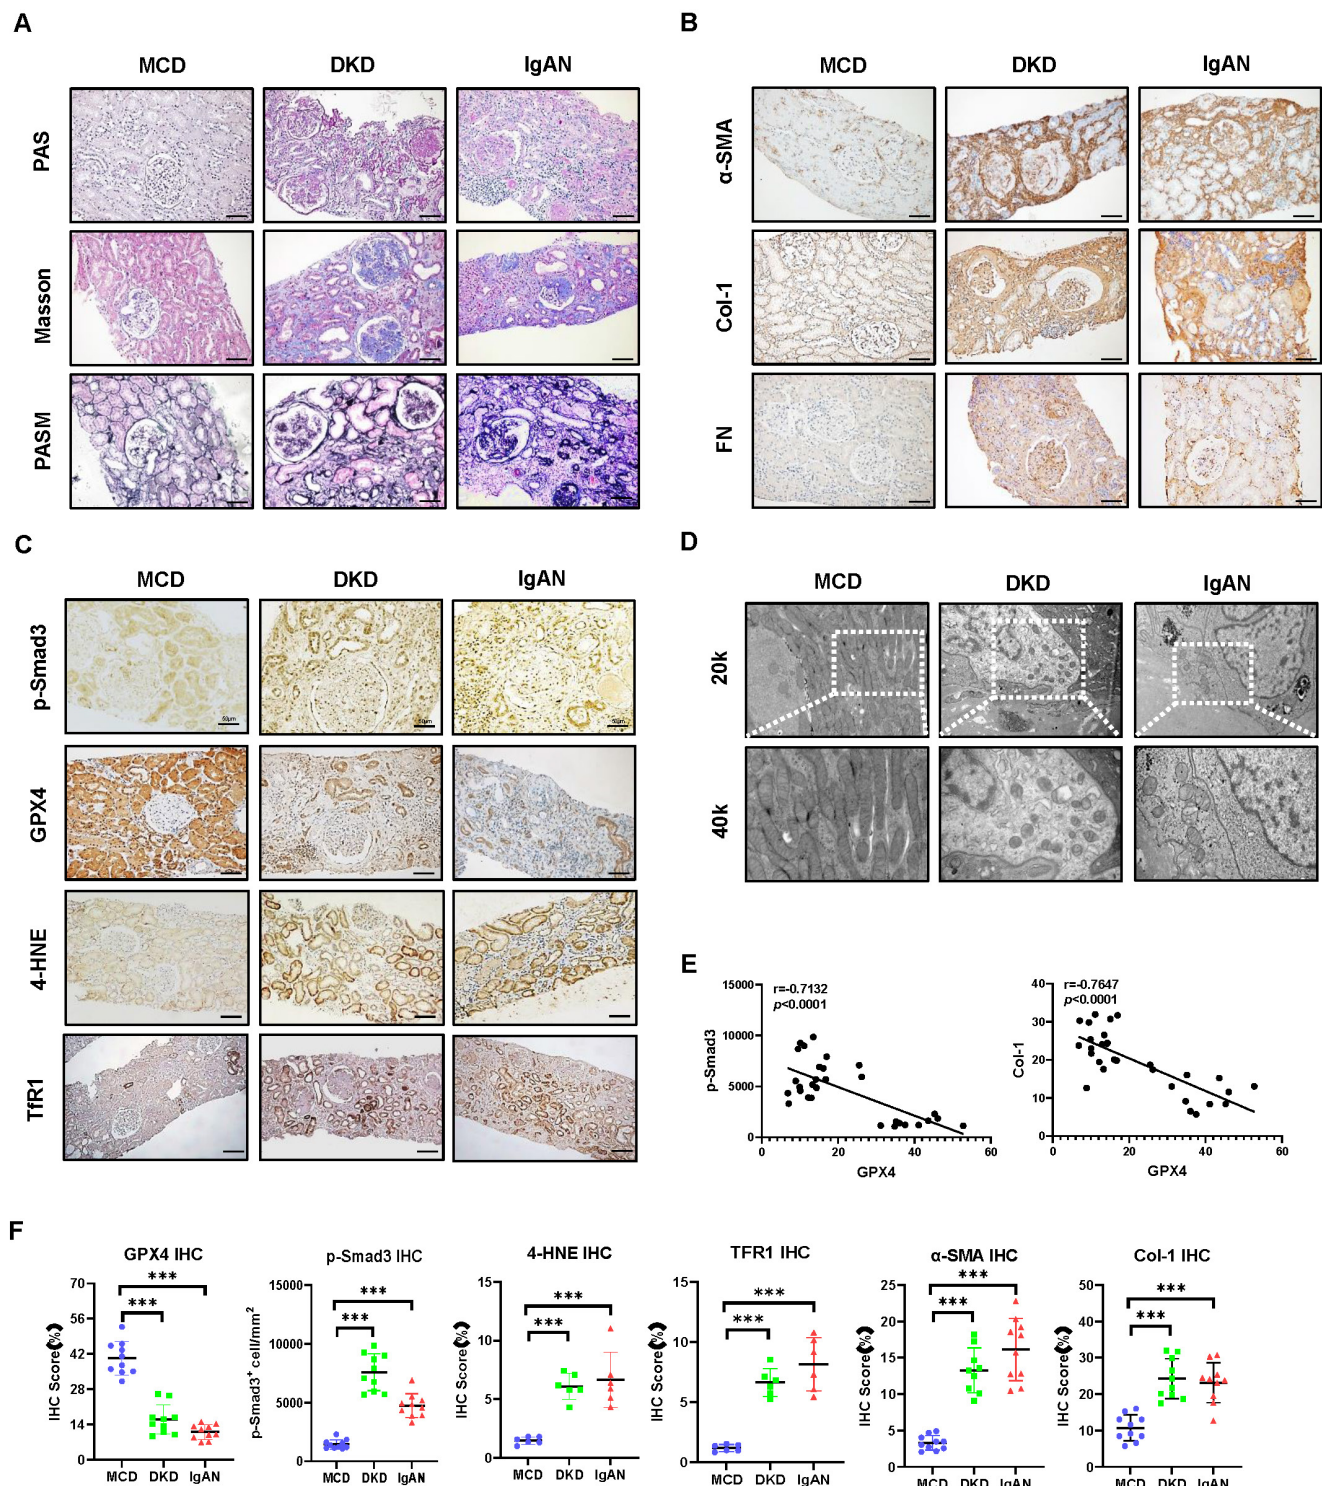 A
MCD DKD IgAN
PAS
Masson
PASM
B
MCD DKD IgAN
α-SMA
Col-1
FN
C
MCD DKD IgAN
p-Smad3
50μm 50μm 50μm
GPX4
4-HNE
TfR1
D
MCD DKD IgAN
20k
40k
E
r=-0.7132
p<0.0001
p-Smad3
15000
10000
5000
0
0 20 40 60
GPX4
r=-0.7647
p<0.0001
Col-1
40
30
20
10
0
0 20 40 60
GPX4
F
GPX4 IHC
IHC Score(%)
70
56
42
28
14
0
***
***
MCD DKD IgAN
p-Smad3 IHC
p-Smad3+ cell/mm2
15000
10000
5000
0
***
***
MCD DKD IgAN
4-HNE IHC
IHC Score(%)
15
10
5
0
***
***
MCD DKD IgAN
TFR1 IHC
IHC Score(%)
15
10
5
0
***
***
MCD DKD IgAN
α-SMA IHC
IHC Score(%)
25
20
15
10
5
0
***
***
MCD DKD IgAN
Col-1 IHC
IHC Score(%)
50
40
30
20
10
0
***
***
MCD DKD IgAN